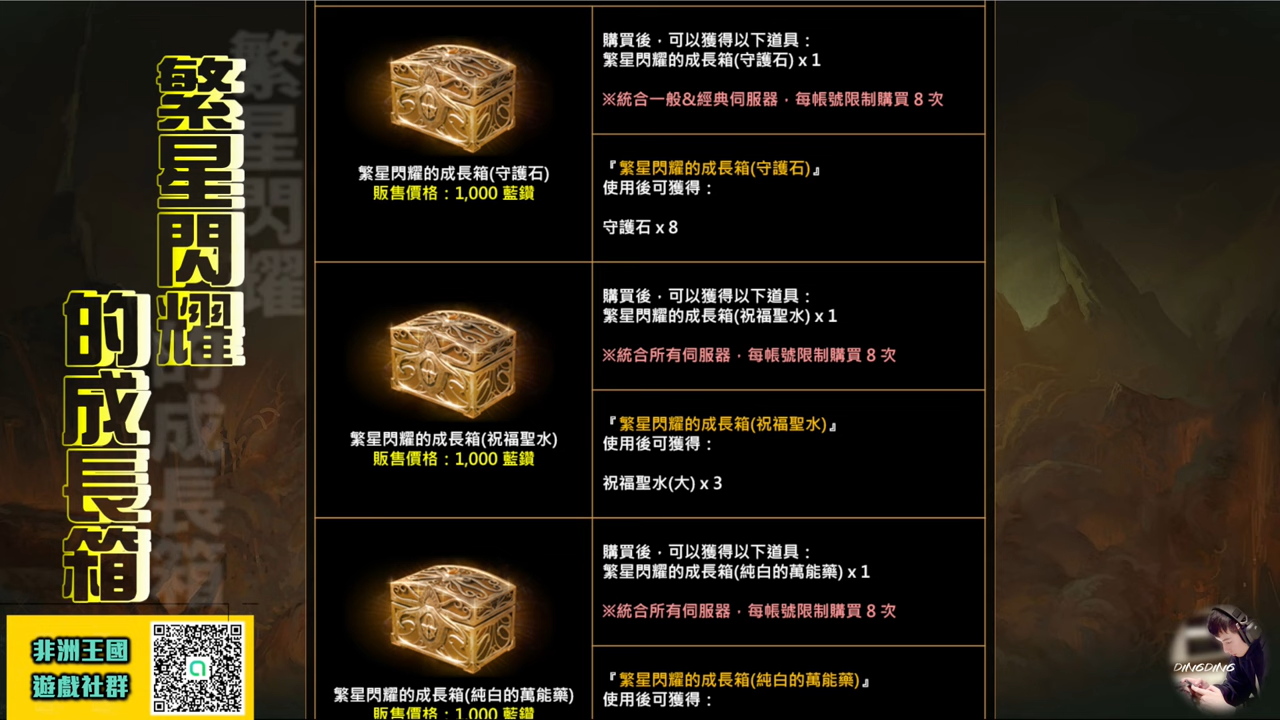 繁星閃耀
的成長箱
繁星閃耀的成長箱(守護石)
販售價格：1,000 藍鑽
購買後，可以獲得以下道具：
繁星閃耀的成長箱(守護石) x 1
※統合一般&經典伺服器，每帳號限制購買 8 次
『繁星閃耀的成長箱(守護石)』
使用後可獲得：
守護石 x 8
繁星閃耀的成長箱(祝福聖水)
販售價格：1,000 藍鑽
購買後，可以獲得以下道具：
繁星閃耀的成長箱(祝福聖水) x 1
※統合所有伺服器，每帳號限制購買 8 次
『繁星閃耀的成長箱(祝福聖水)』
使用後可獲得：
祝福聖水(大) x 3
繁星閃耀的成長箱(純白的萬能藥)
販售價格：1,000 藍鑽
購買後，可以獲得以下道具：
繁星閃耀的成長箱(純白的萬能藥) x 1
※統合所有伺服器，每帳號限制購買 8 次
『繁星閃耀的成長箱(純白的萬能藥)』
使用後可獲得：
非洲王國
遊戲社群
DINGDING